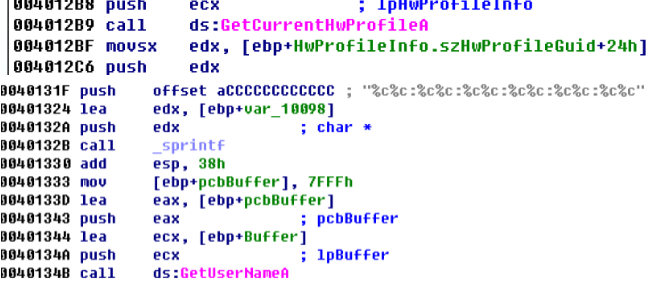 004012B8 push ecx ; lpHwProfileInfo
004012B9 call ds:GetCurrentHwProfileA
004012BF movsx edx, [ebp+HwProfileInfo.szHwProfileGuid+24h]
004012C6 push edx
0040131F push offset aCCCCCCCCCCCC ; "%c%c:%c%c:%c%c:%c%c:%c%c:%c%c"
00401324 lea edx, [ebp+var_10098]
0040132A push edx ; char *
0040132B call _sprintf
00401330 add esp, 38h
00401333 mov [ebp+pcbBuffer], 7FFFh
0040133D lea eax, [ebp+pcbBuffer]
00401343 push eax ; pcbBuffer
00401344 lea ecx, [ebp+Buffer]
0040134A push ecx ; lpBuffer
0040134B call ds:GetUserNameA